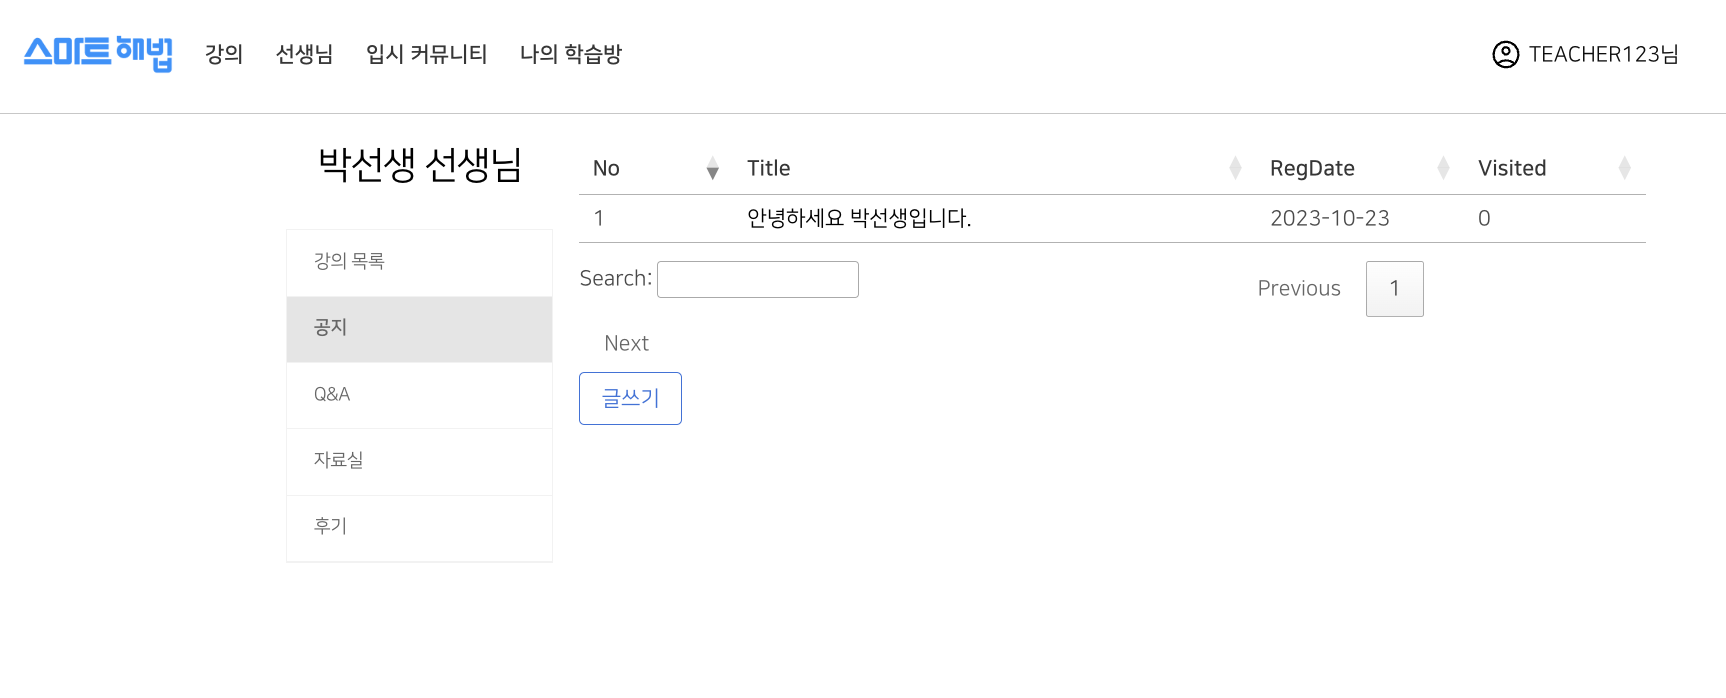 스마트해법 강의 선생님 입시 커뮤니티 나의 학습방 TEACHER123님
박선생 선생님
강의 목록
공지
Q&A
자료실
후기
No Title RegDate Visited
1 안녕하세요 박선생입니다. 2023-10-23 0
Search: Previous 1
Next
글쓰기